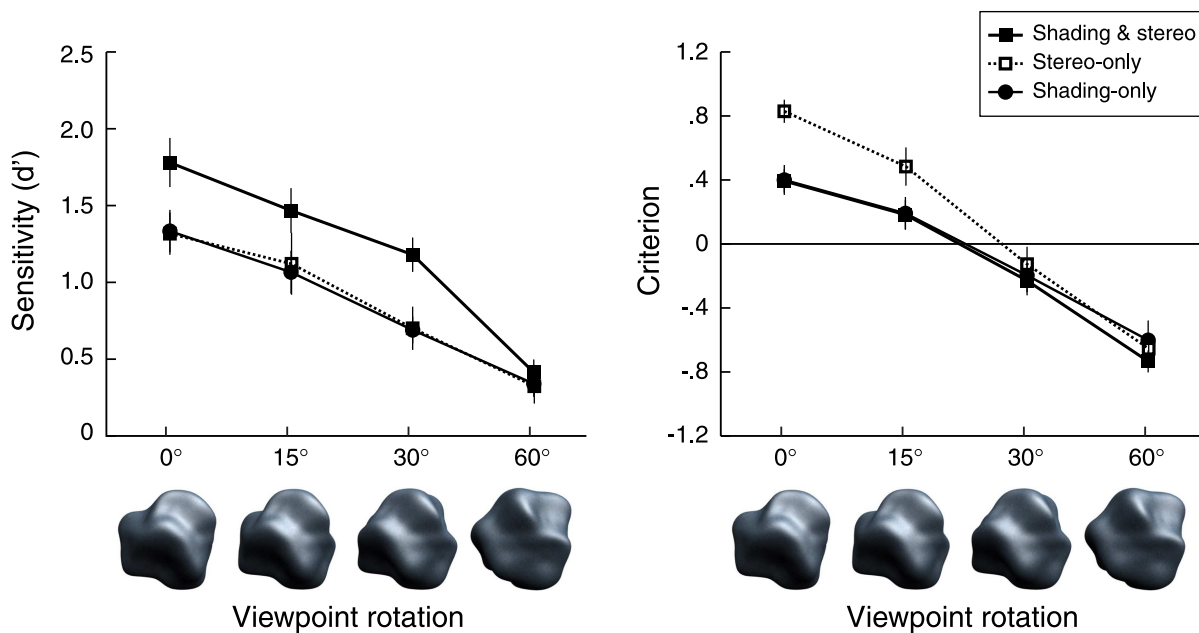 2.5
2.0
1.5
1.0
0.5
0
Sensitivity (d')
0° 15° 30° 60°
Viewpoint rotation
1.2
.8
.4
0
-.4
-.8
-1.2
Criterion
Shading & stereo
Stereo-only
Shading-only
0° 15° 30° 60°
Viewpoint rotation